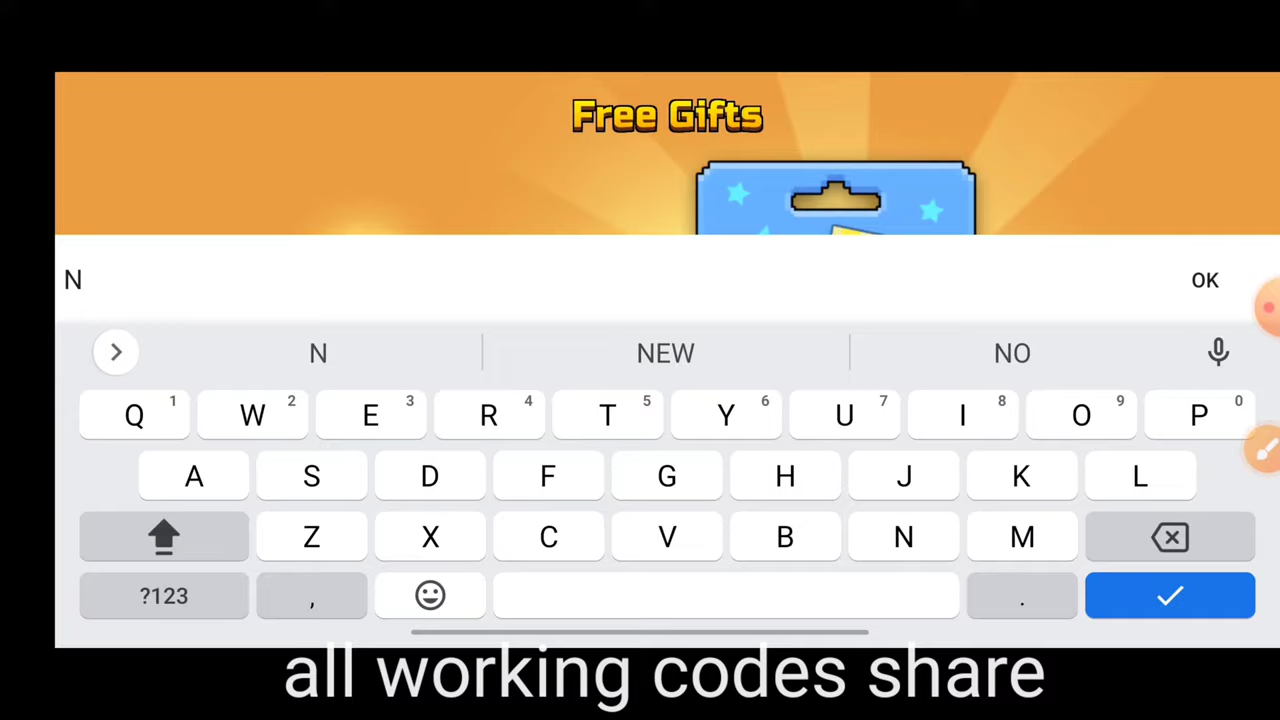 Free Gifts
N OK
N NEW NO
Q 1 W 2 E 3 R 4 T 5 Y 6 U 7 I 8 O 9 P 0
A S D F G H J K L
Z X C V B N M
?123 , .
all working codes share